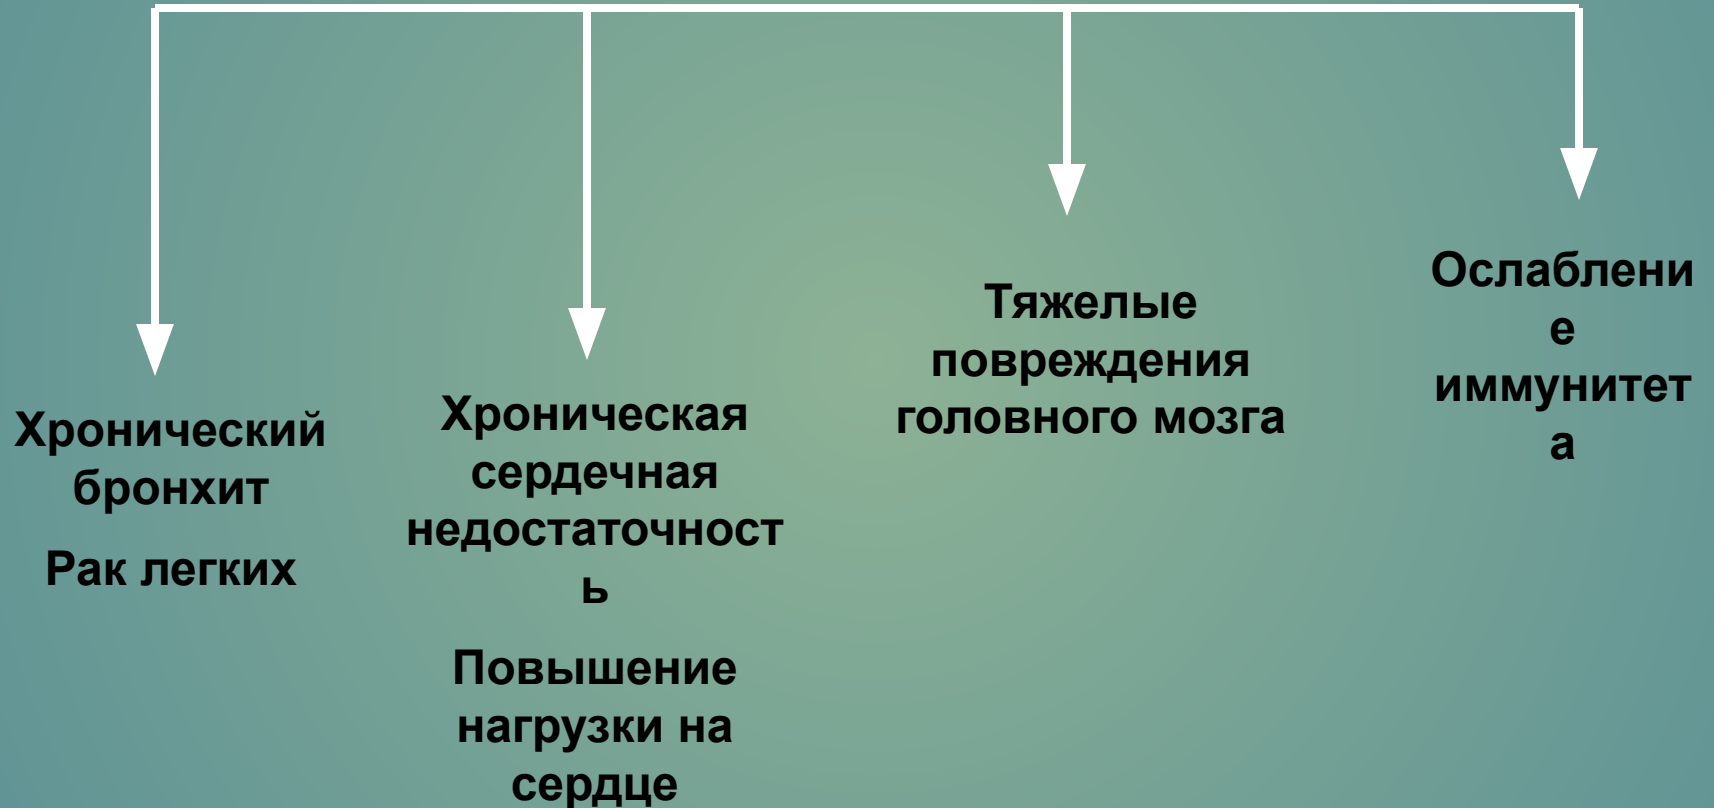 Хронический
бронхит
Рак легких
Хроническая
сердечная
недостаточност
ь
Повышение
нагрузки на
сердце
Тяжелые
повреждения
головного мозга
Ослаблени
е
иммунитет
а